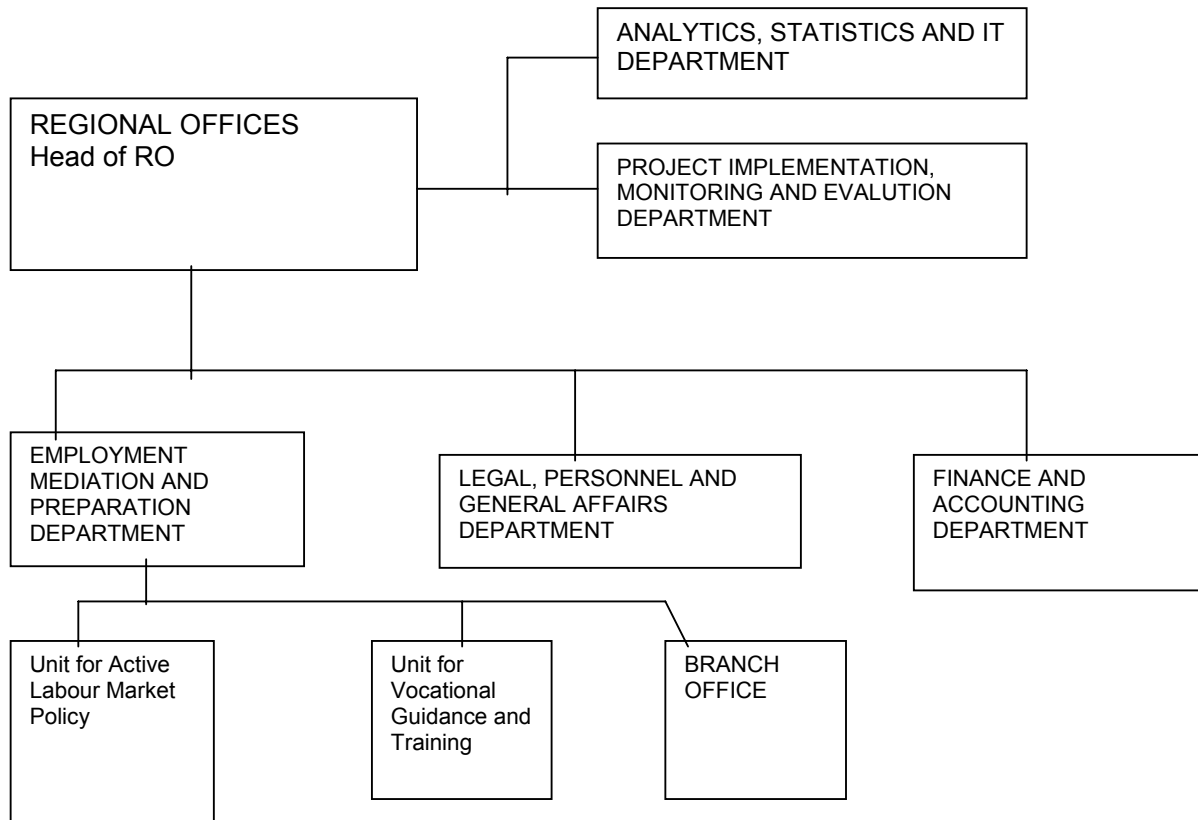 ANALYTICS, STATISTICS AND IT
DEPARTMENT
REGIONAL OFFICES
Head of RO
PROJECT IMPLEMENTATION,
MONITORING AND EVALUTION
DEPARTMENT
EMPLOYMENT
MEDIATION AND
PREPARATION
DEPARTMENT
LEGAL, PERSONNEL AND
GENERAL AFFAIRS
DEPARTMENT
FINANCE AND
ACCOUNTING
DEPARTMENT
Unit for Active
Labour Market
Policy
Unit for
Vocational
Guidance and
Training
BRANCH
OFFICE